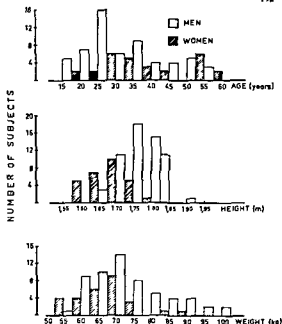 MEN
WOMEN
16
12
8
4
15 20 25 30 35 40 45 50 55 60 AGE (years)
NUMBER OF SUBJECTS
20
15
10
5
1,55 1,60 1,65 1,70 1,75 1,80 1,85 1,90 1,95 HEIGHT (m)
16
12
8
4
50 55 60 65 70 75 80 85 90 95 100 WEIGHT (kg)